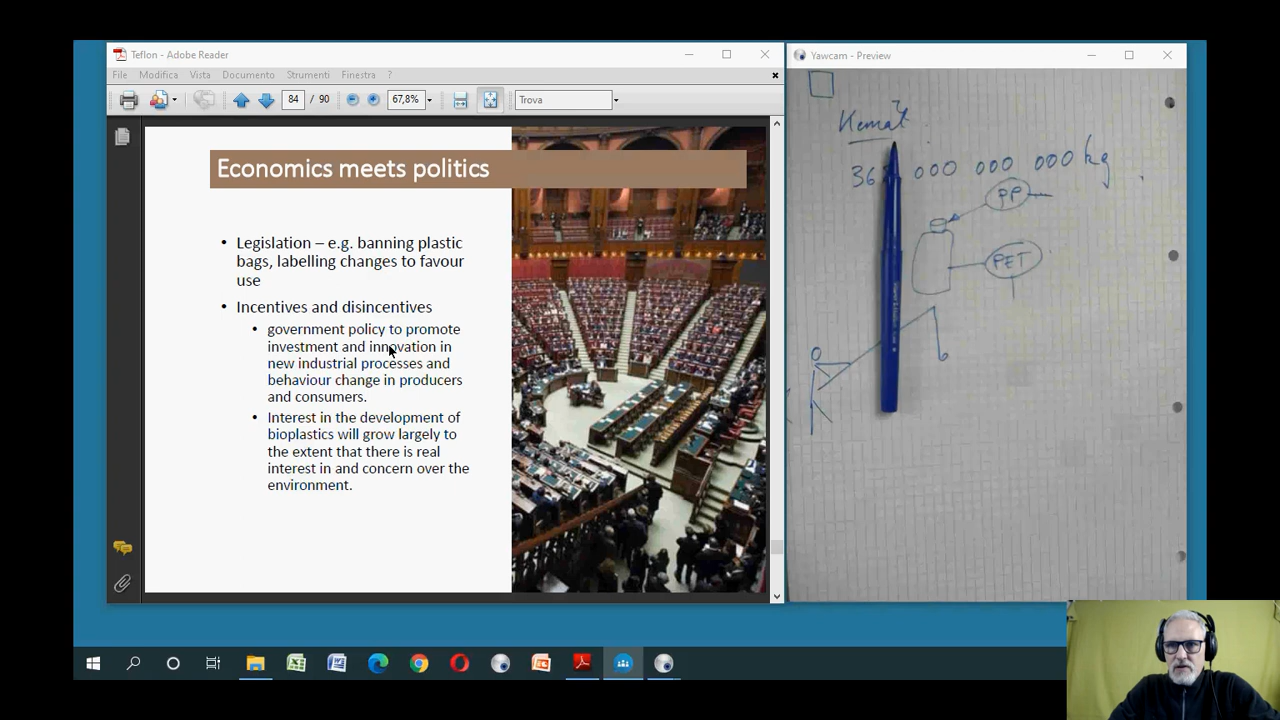 Teflon - Adobe Reader
File Modifica Vista Documento Strumenti Finestra ?
84 / 90 67,8% Trova
Economics meets politics
• Legislation – e.g. banning plastic
bags, labelling changes to favour
use
• Incentives and disincentives
• government policy to promote
investment and innovation in
new industrial processes and
behaviour change in producers
and consumers.
• Interest in the development of
bioplastics will grow largely to
the extent that there is real
interest in and concern over the
environment.
Yawcam - Preview
000 000 000 kg
PP
PET